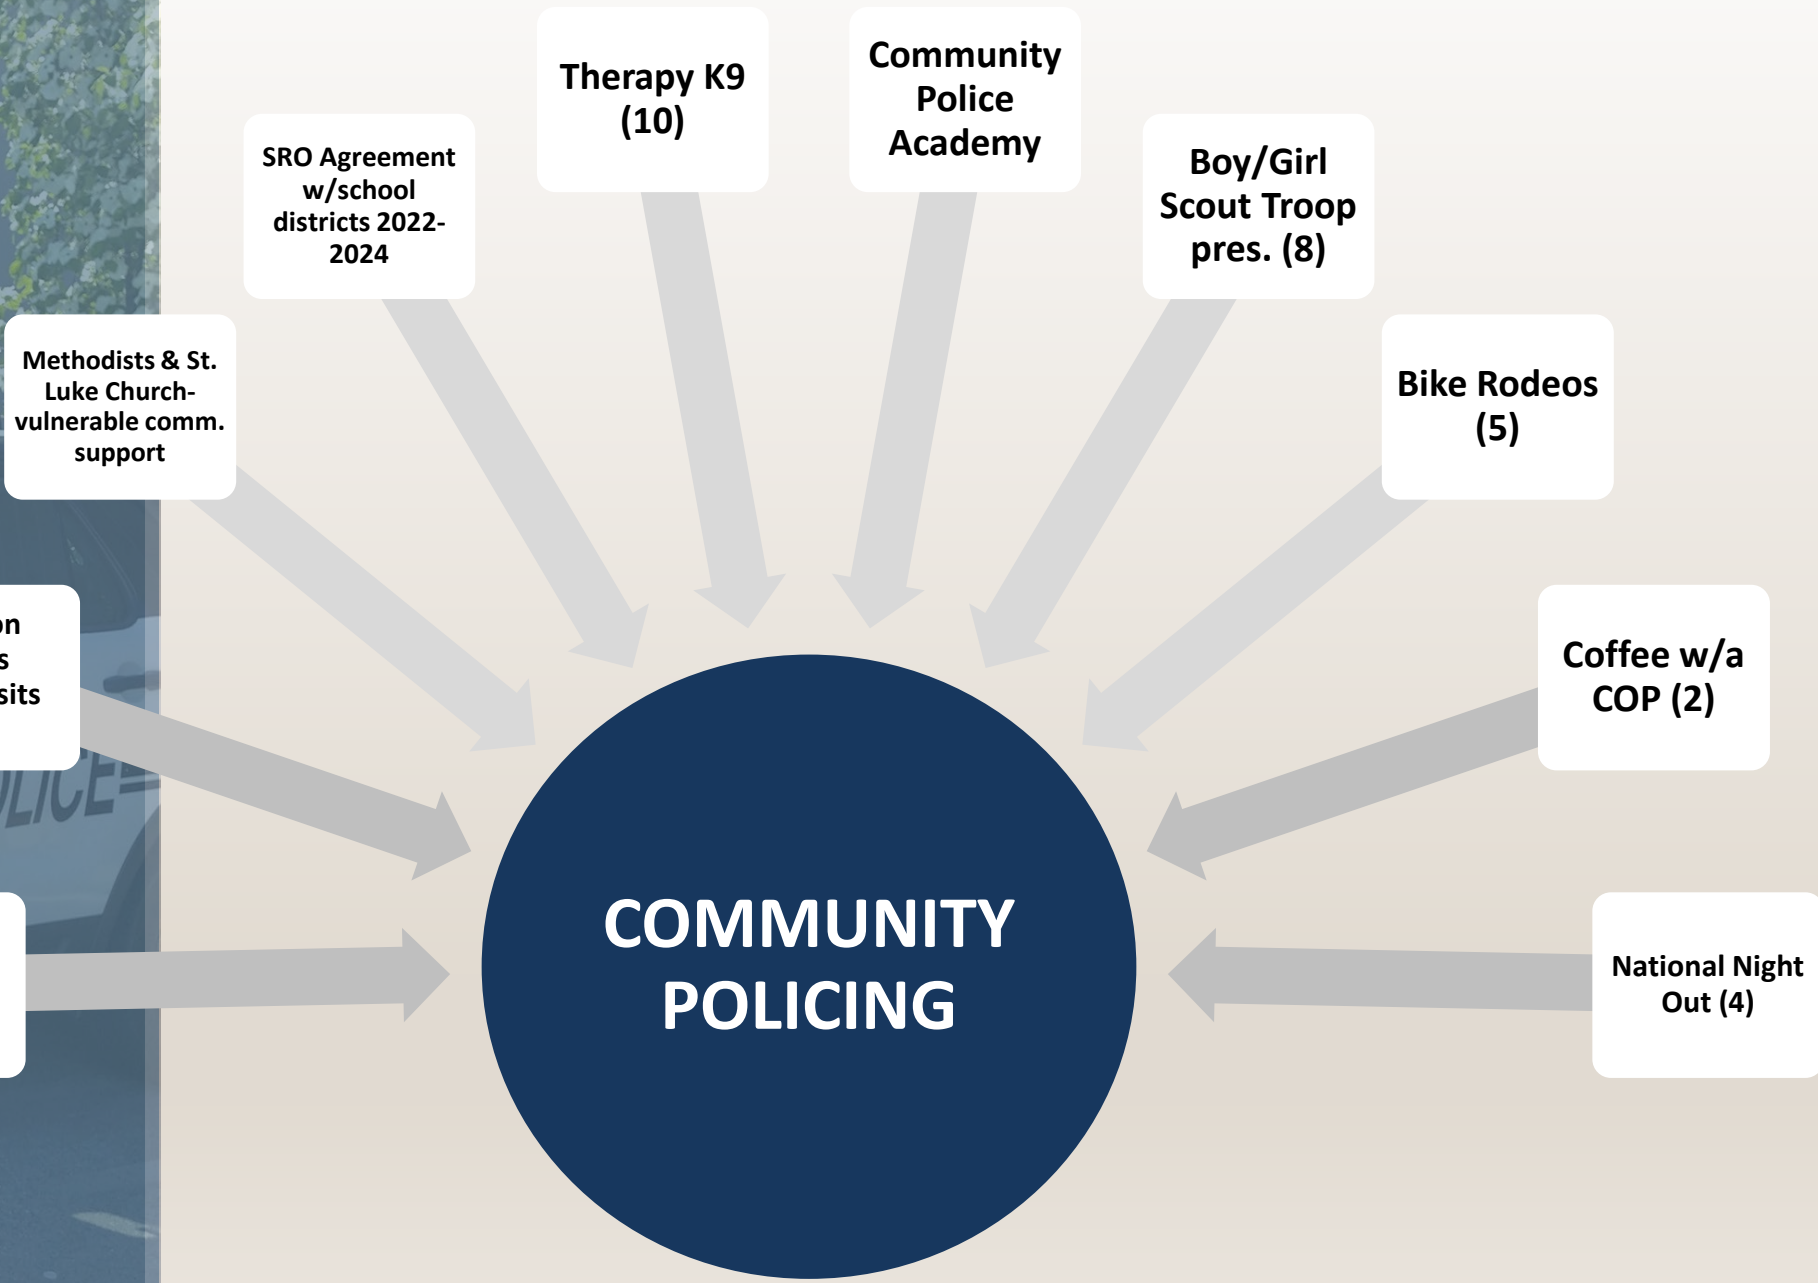 Therapy K9
(10)
Community
Police
Academy
SRO Agreement
w/school
districts 2022-
2024
Boy/Girl
Scout Troop
pres. (8)
Methodists & St.
Luke Church-
vulnerable comm.
support
Bike Rodeos
(5)
Coffee w/a
COP (2)
National Night
Out (4)
COMMUNITY
POLICING